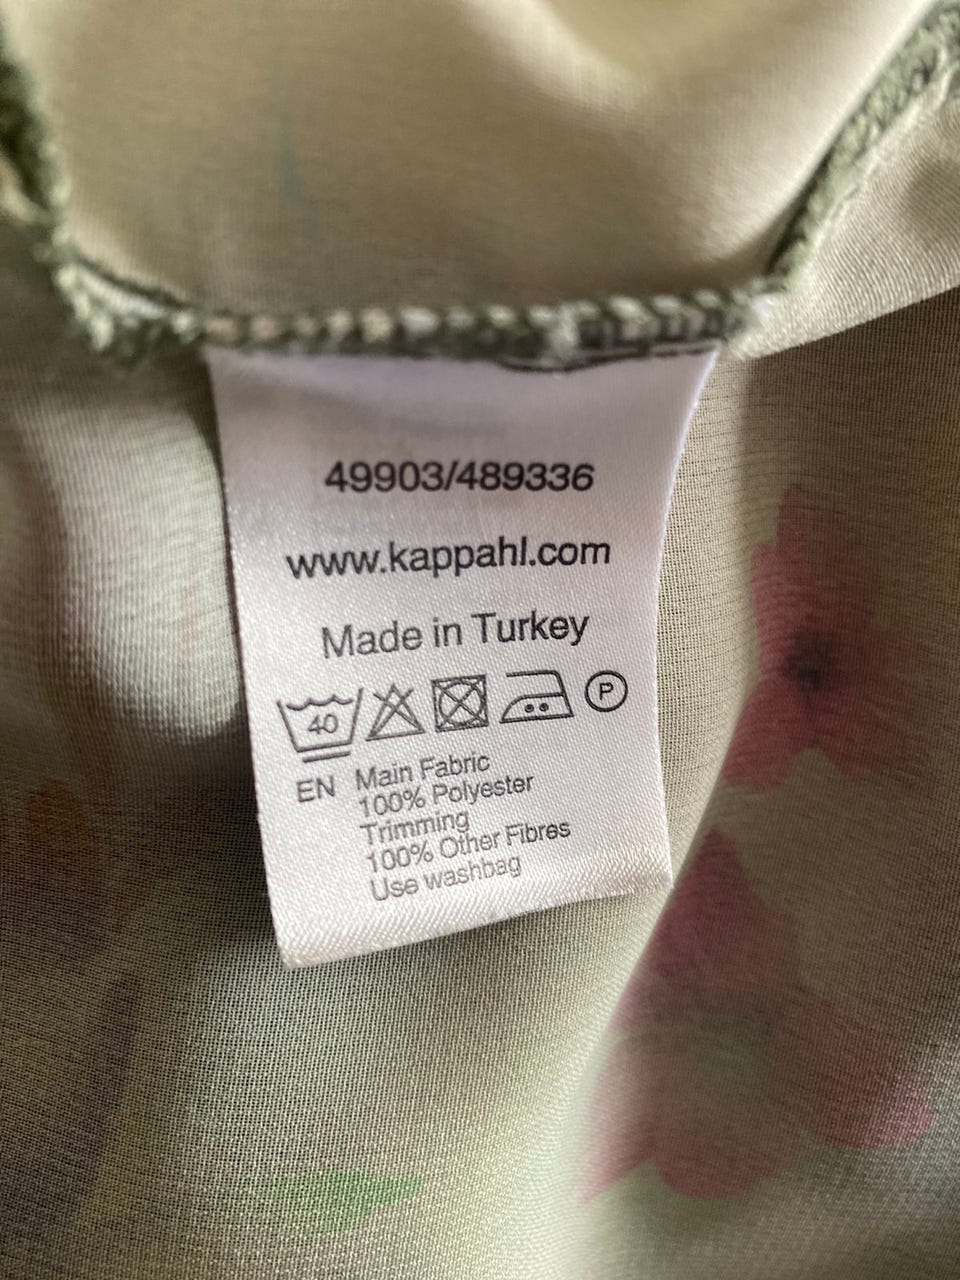 49903/489336
www.kappahl.com
Made in Turkey
40 P
EN Main Fabric
100% Polyester
Trimming
100% Other Fibres
Use washbag